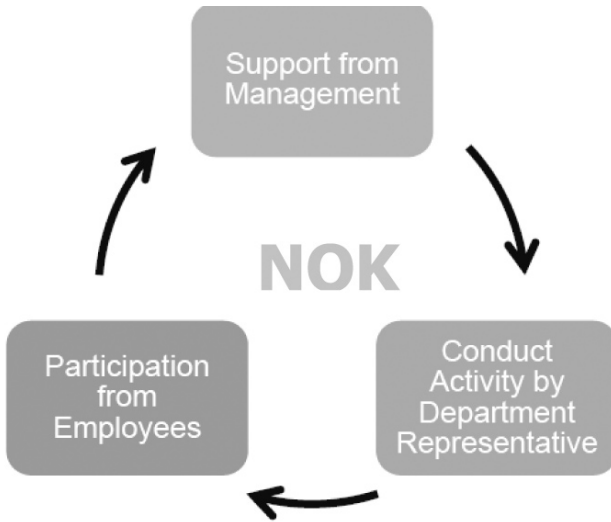 Support from
Management
NOK
Participation
from
Employees
Conduct
Activity by
Department
Representative